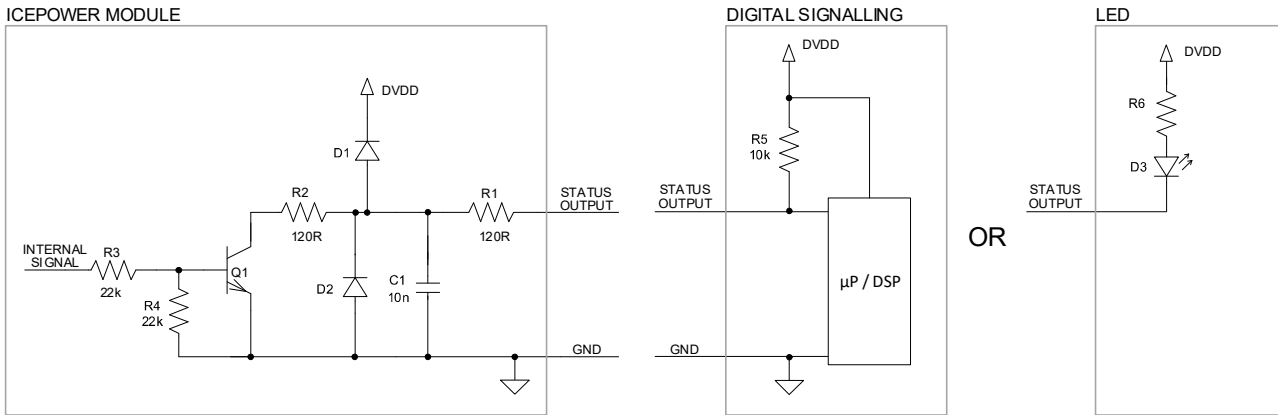 ICEPOWER MODULE
DVDD
D1
R2
120R
R1
120R
STATUS
OUTPUT
INTERNAL
SIGNAL
R3
22k
R4
22k
Q1
D2
C1
10n
GND
DIGITAL SIGNALLING
DVDD
R5
10k
STATUS
OUTPUT
µP / DSP
GND
OR
LED
DVDD
R6
D3
STATUS
OUTPUT